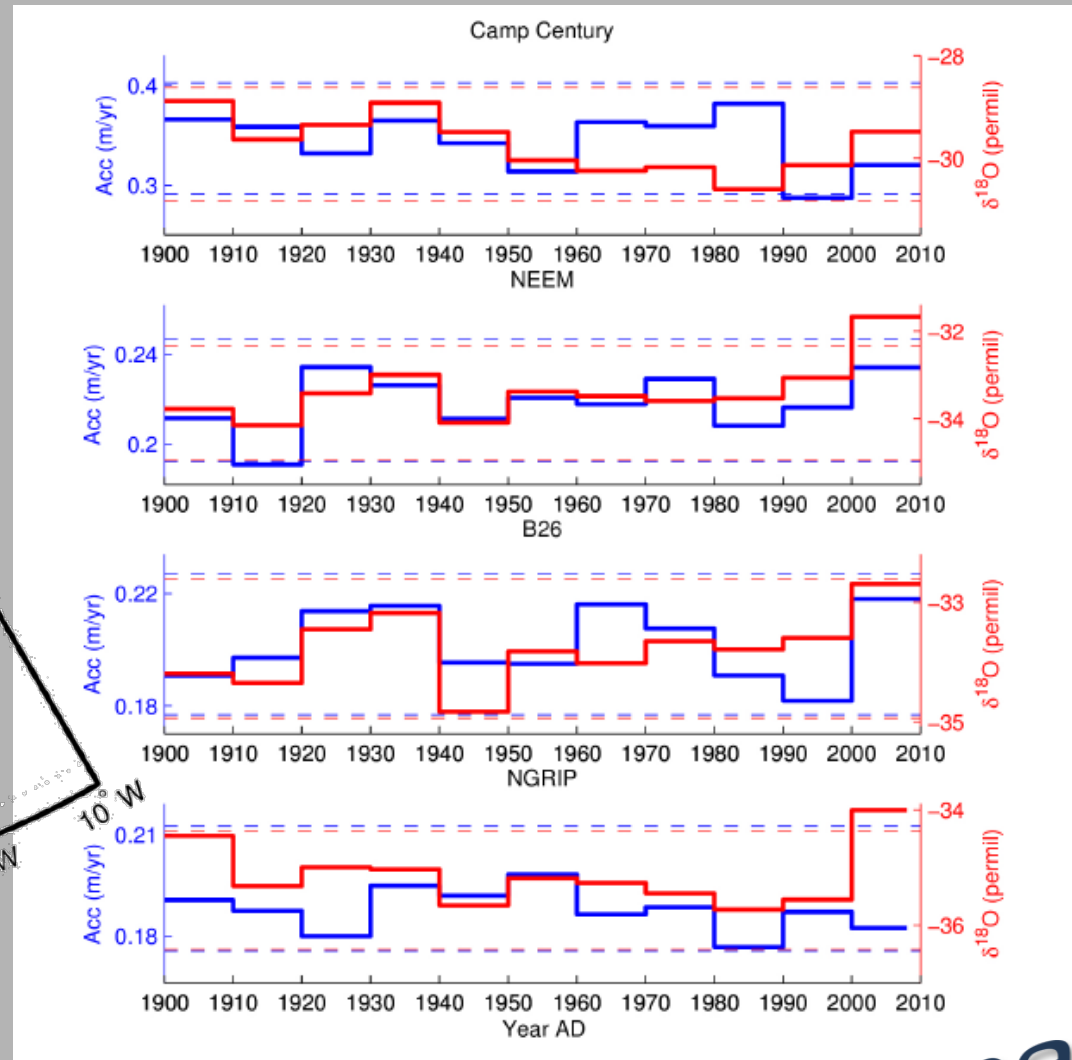 Camp Century
Acc (m/yr)
0.4
0.3
−28
−30
δ18O (permil)
1900 1910 1920 1930 1940 1950 1960 1970 1980 1990 2000 2010
NEEM
Acc (m/yr)
0.24
0.2
−32
−34
δ18O (permil)
1900 1910 1920 1930 1940 1950 1960 1970 1980 1990 2000 2010
B26
Acc (m/yr)
0.22
0.18
−33
−35
δ18O (permil)
1900 1910 1920 1930 1940 1950 1960 1970 1980 1990 2000 2010
NGRIP
10° W
W
Acc (m/yr)
0.21
0.18
−34
−36
δ18O (permil)
1900 1910 1920 1930 1940 1950 1960 1970 1980 1990 2000 2010
Year AD